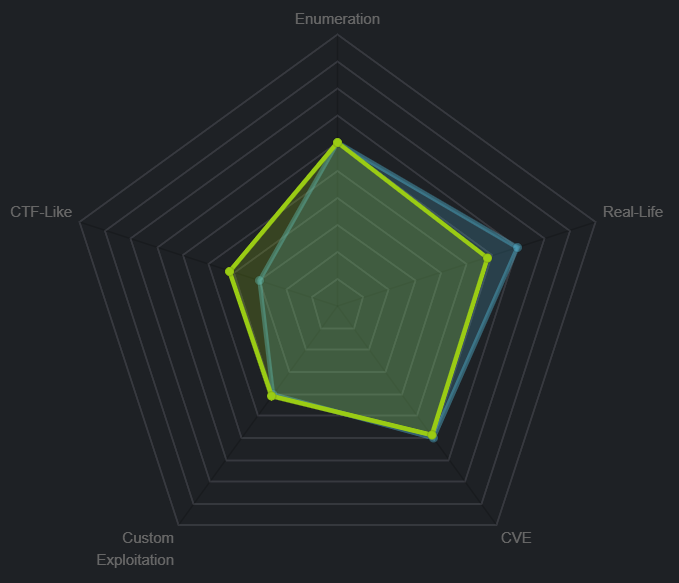 Enumeration
CTF-Like
Real-Life
Custom
Exploitation
CVE